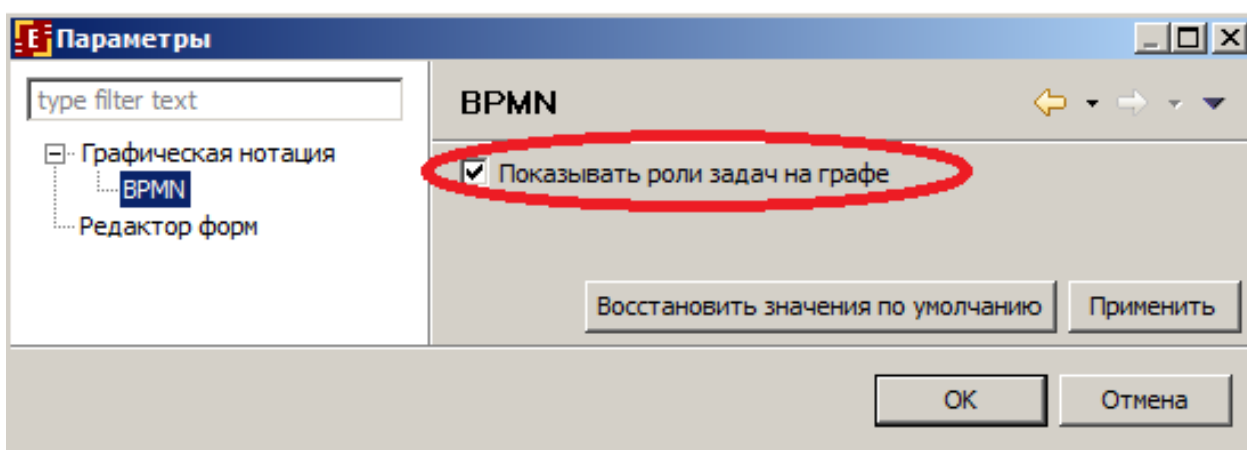 Параметры
type filter text
Графическая нотация
BPMN
Редактор форм
BPMN
Показывать роли задач на графе
Восстановить значения по умолчанию
Применить
OK
Отмена